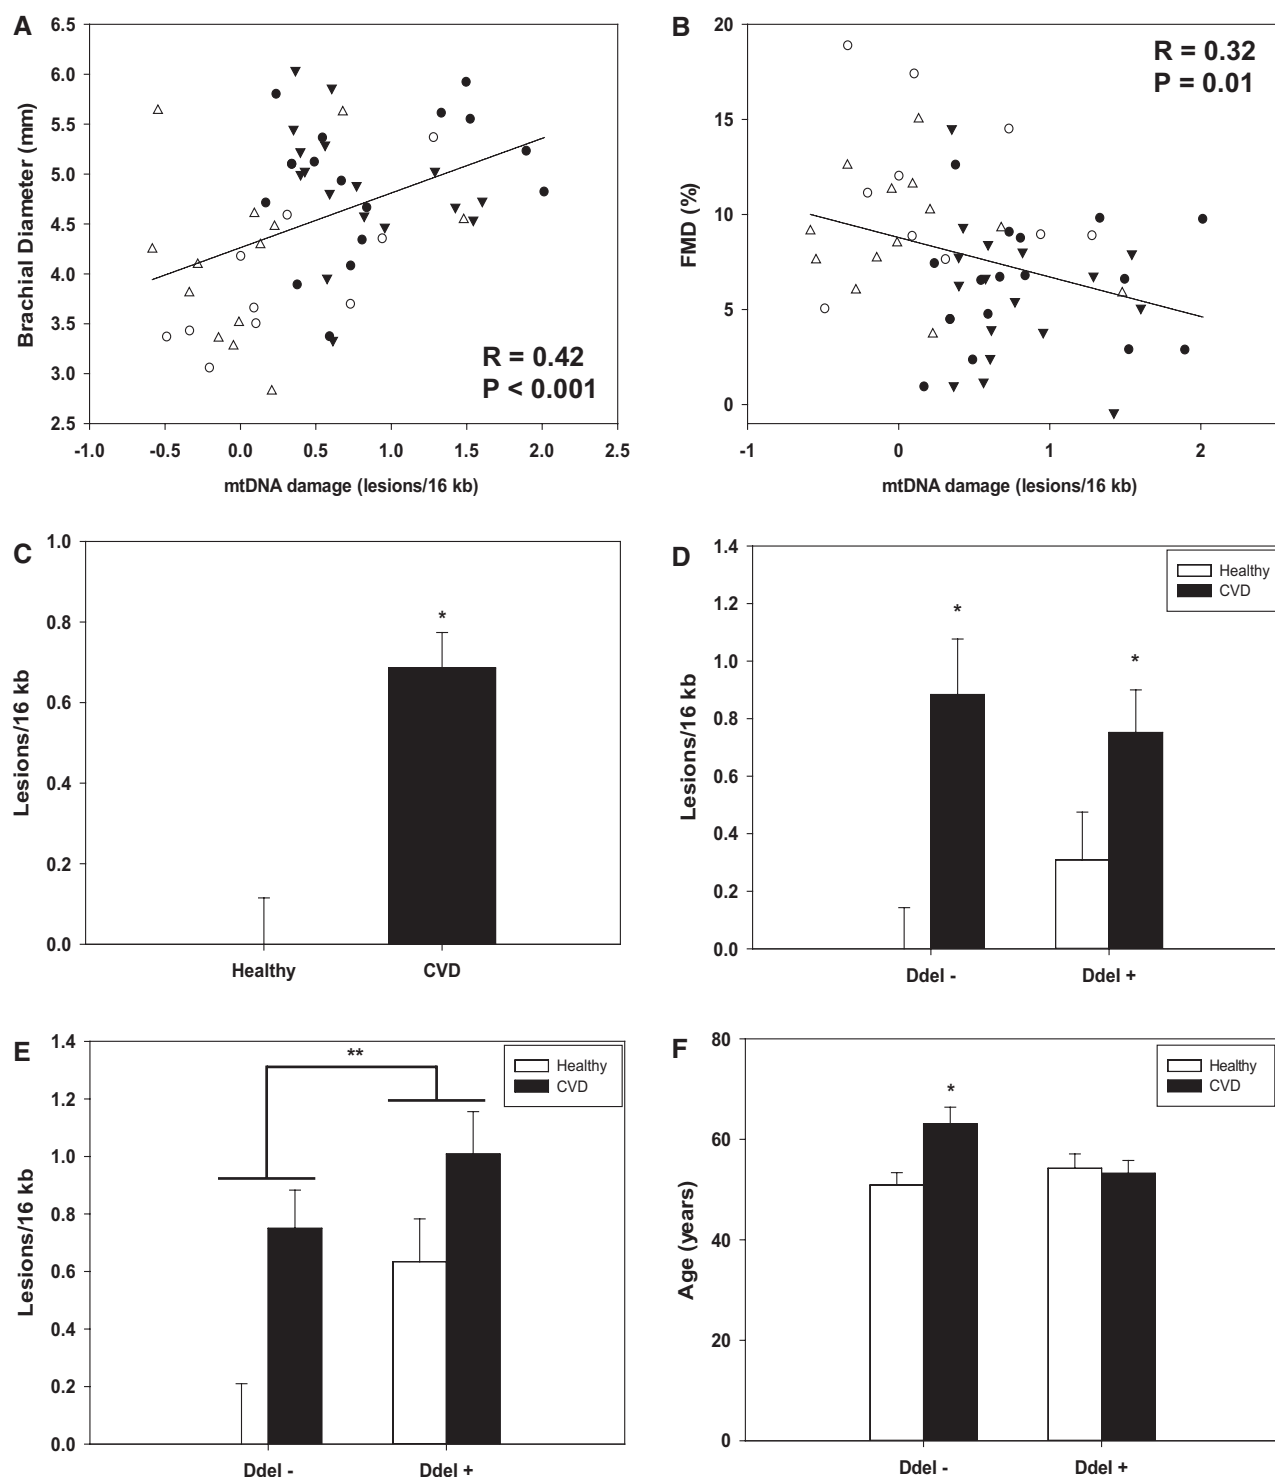 A
6.5
6.0
5.5
5.0
4.5
4.0
3.5
3.0
2.5
Brachial Diameter (mm)
R = 0.42
P < 0.001
-1.0 -0.5 0.0 0.5 1.0 1.5 2.0 2.5
mtDNA damage (lesions/16 kb)
B
20
15
10
5
0
FMD (%)
R = 0.32
P = 0.01
-1 0 1 2
mtDNA damage (lesions/16 kb)
C
1.0
0.8
0.6
0.4
0.2
0.0
Lesions/16 kb
*
Healthy CVD
D
1.4
1.2
1.0
0.8
0.6
0.4
0.2
0.0
Lesions/16 kb
Healthy
CVD
*
*
DdeI - DdeI +
E
1.4
1.2
1.0
0.8
0.6
0.4
0.2
0.0
Lesions/16 kb
**
Healthy
CVD
DdeI - DdeI +
F
80
60
40
20
0
Age (years)
Healthy
CVD
*
DdeI - DdeI +